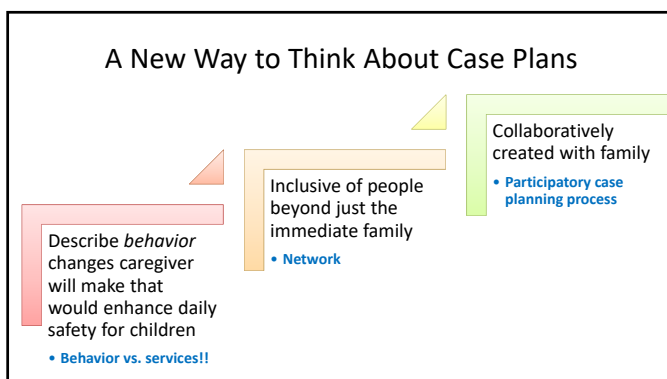 A New Way to Think About Case Plans
Describe behavior
changes caregiver
will make that
would enhance daily
safety for children
• Behavior vs. services!!
Inclusive of people
beyond just the
immediate family
• Network
Collaboratively
created with family
• Participatory case
planning process